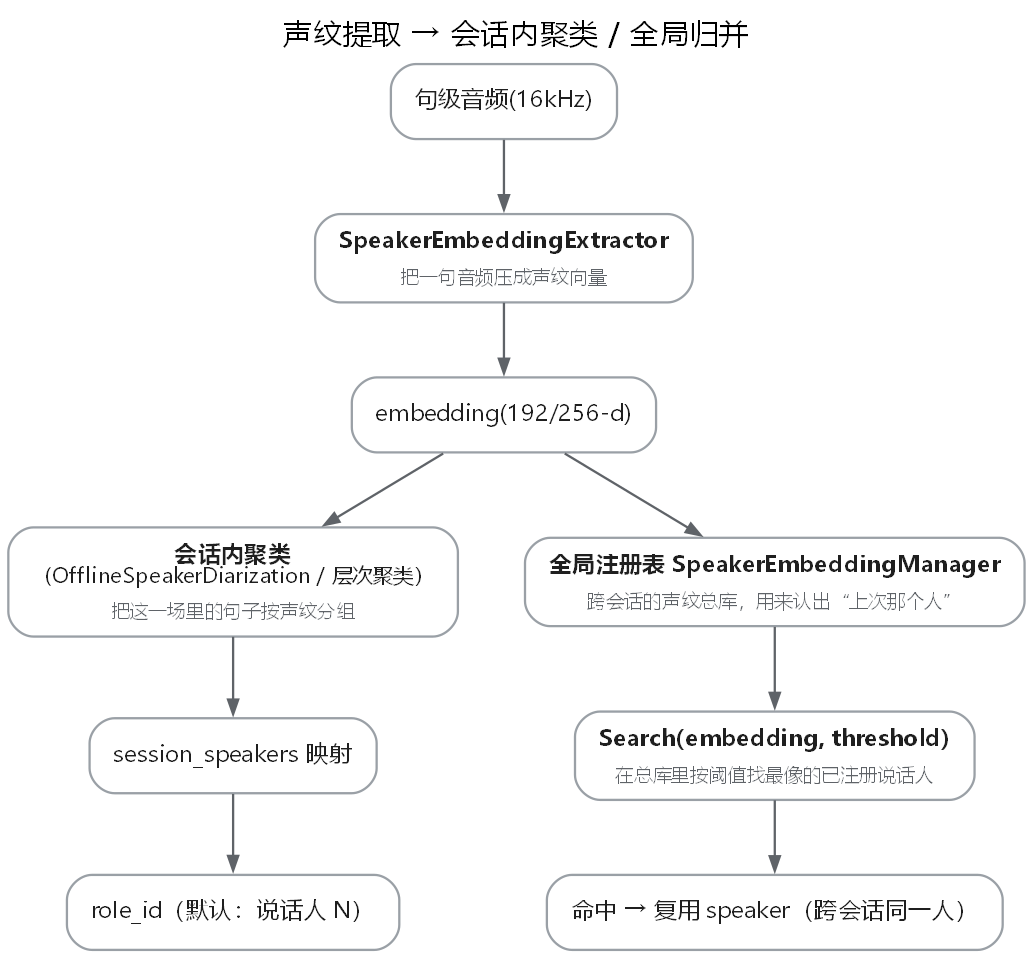 声纹提取 → 会话内聚类 / 全局归并
句级音频(16kHz)
SpeakerEmbeddingExtractor
把一句音频压成声纹向量
embedding(192/256-d)
会话内聚类
(OfflineSpeakerDiarization / 层次聚类)
把这一场里的句子按声纹分组
全局注册表 SpeakerEmbeddingManager
跨会话的声纹总库，用来认出“上次那个人”
session_speakers 映射
Search(embedding, threshold)
在总库里按阈值找最像的已注册说话人
role_id（默认：说话人 N）
命中 → 复用 speaker（跨会话同一人）